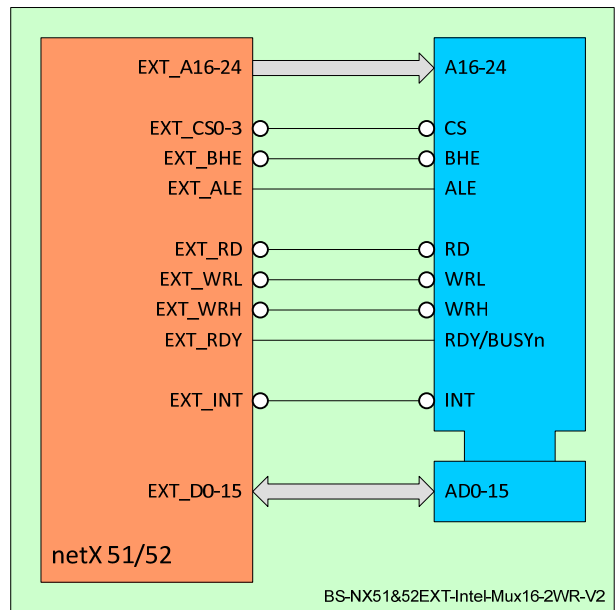 EXT_A16-24 A16-24
EXT_CS0-3 CS
EXT_BHE BHE
EXT_ALE ALE
EXT_RD RD
EXT_WRL WRL
EXT_WRH WRH
EXT_RDY RDY/BUSYn
EXT_INT INT
EXT_D0-15 AD0-15
netX 51/52
BS-NX51&52EXT-Intel-Mux16-2WR-V2